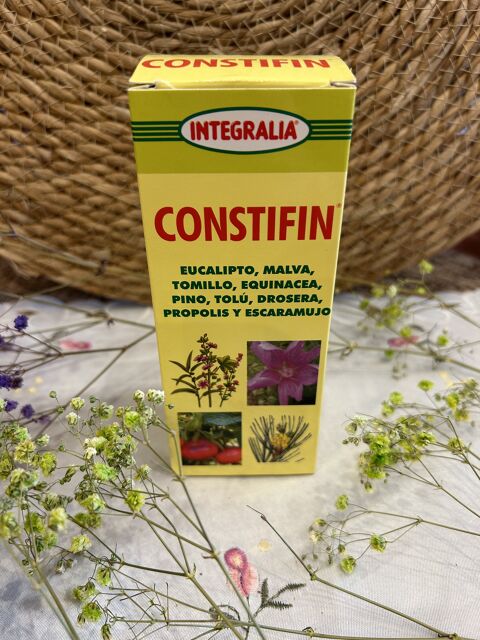 CONSTIFIN
INTEGRALIA®
CONSTIFIN®
EUCALIPTO, MALVA,
TOMILLO, EQUINACEA,
PINO, TOLÚ, DROSERA,
PROPOLIS Y ESCARAMUJO